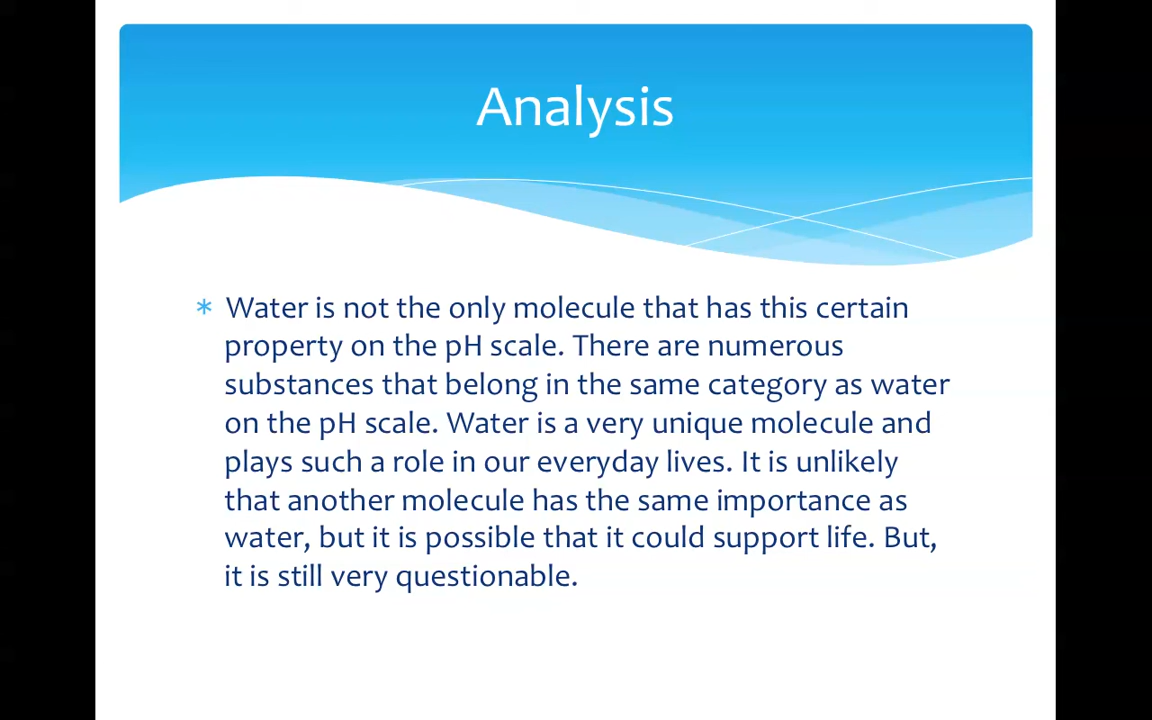 Analysis
* Water is not the only molecule that has this certain
property on the pH scale. There are numerous
substances that belong in the same category as water
on the pH scale. Water is a very unique molecule and
plays such a role in our everyday lives. It is unlikely
that another molecule has the same importance as
water, but it is possible that it could support life. But,
it is still very questionable.